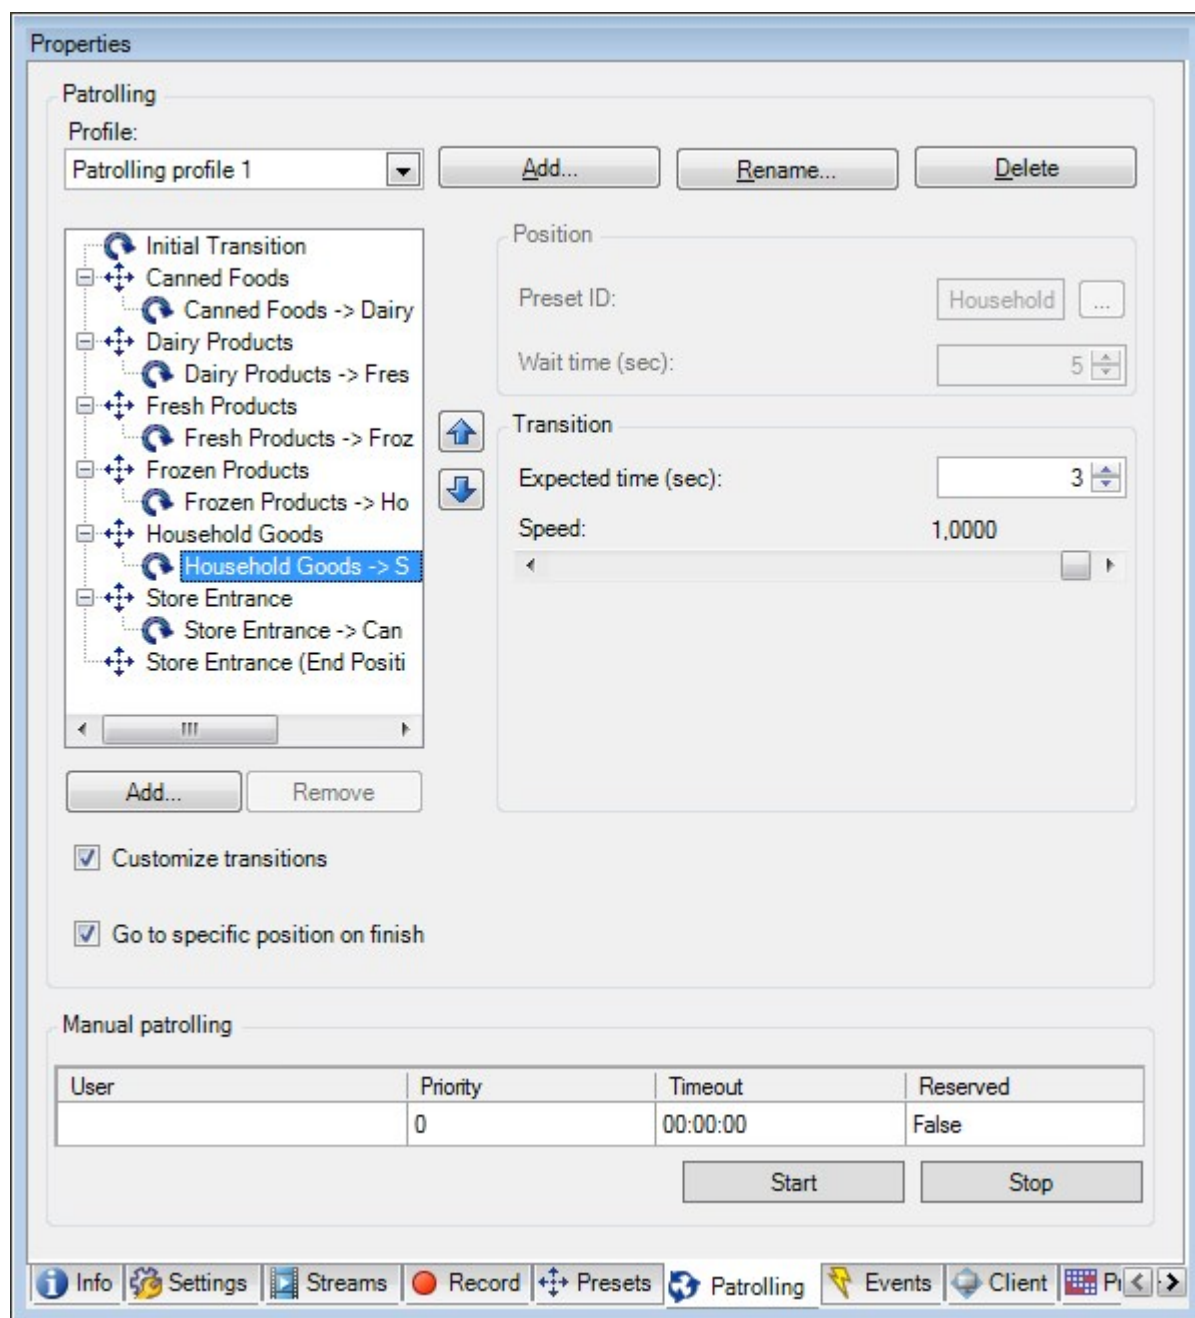 Properties
Patrolling
Profile:
Patrolling profile 1
Add...
Rename...
Delete
Initial Transition
Canned Foods
Canned Foods -> Dairy
Dairy Products
Dairy Products -> Fres
Fresh Products
Fresh Products -> Froz
Frozen Products
Frozen Products -> Ho
Household Goods
Household Goods -> S
Store Entrance
Store Entrance -> Can
Store Entrance (End Positi
Add...
Remove
Position
Preset ID:
Household
...
Wait time (sec):
5
Transition
Expected time (sec):
3
Speed:
1,0000
Customize transitions
Go to specific position on finish
Manual patrolling
User Priority Timeout Reserved
0 00:00:00 False
Start Stop
Info Settings Streams Record Presets Patrolling Events Client